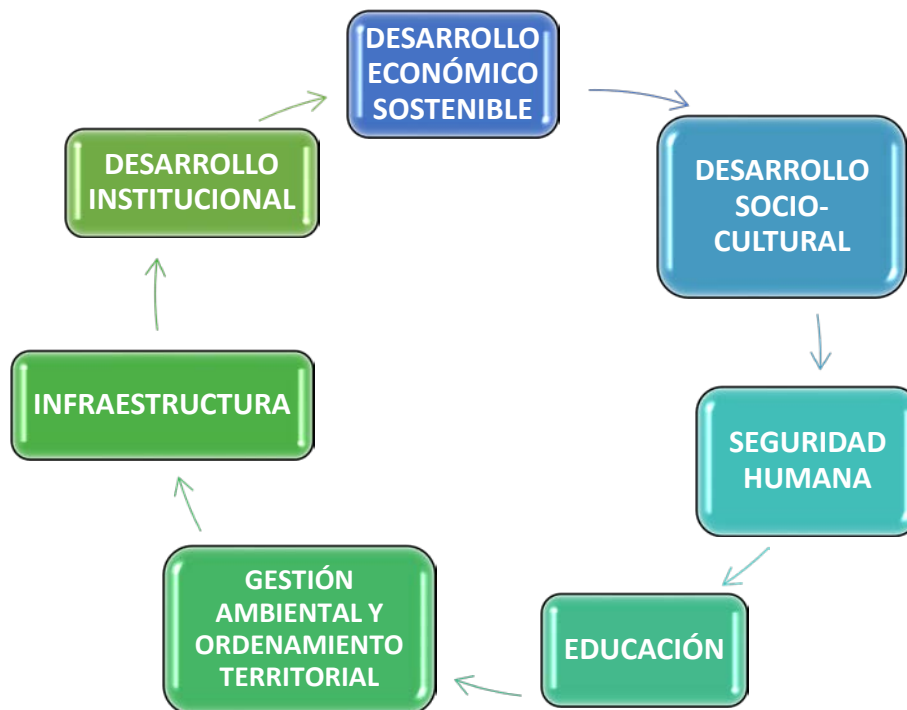 DESARROLLO
ECONÓMICO
SOSTENIBLE
DESARROLLO
SOCIO-
CULTURAL
SEGURIDAD
HUMANA
EDUCACIÓN
GESTIÓN
AMBIENTAL Y
ORDENAMIENTO
TERRITORIAL
INFRAESTRUCTURA
DESARROLLO
INSTITUCIONAL